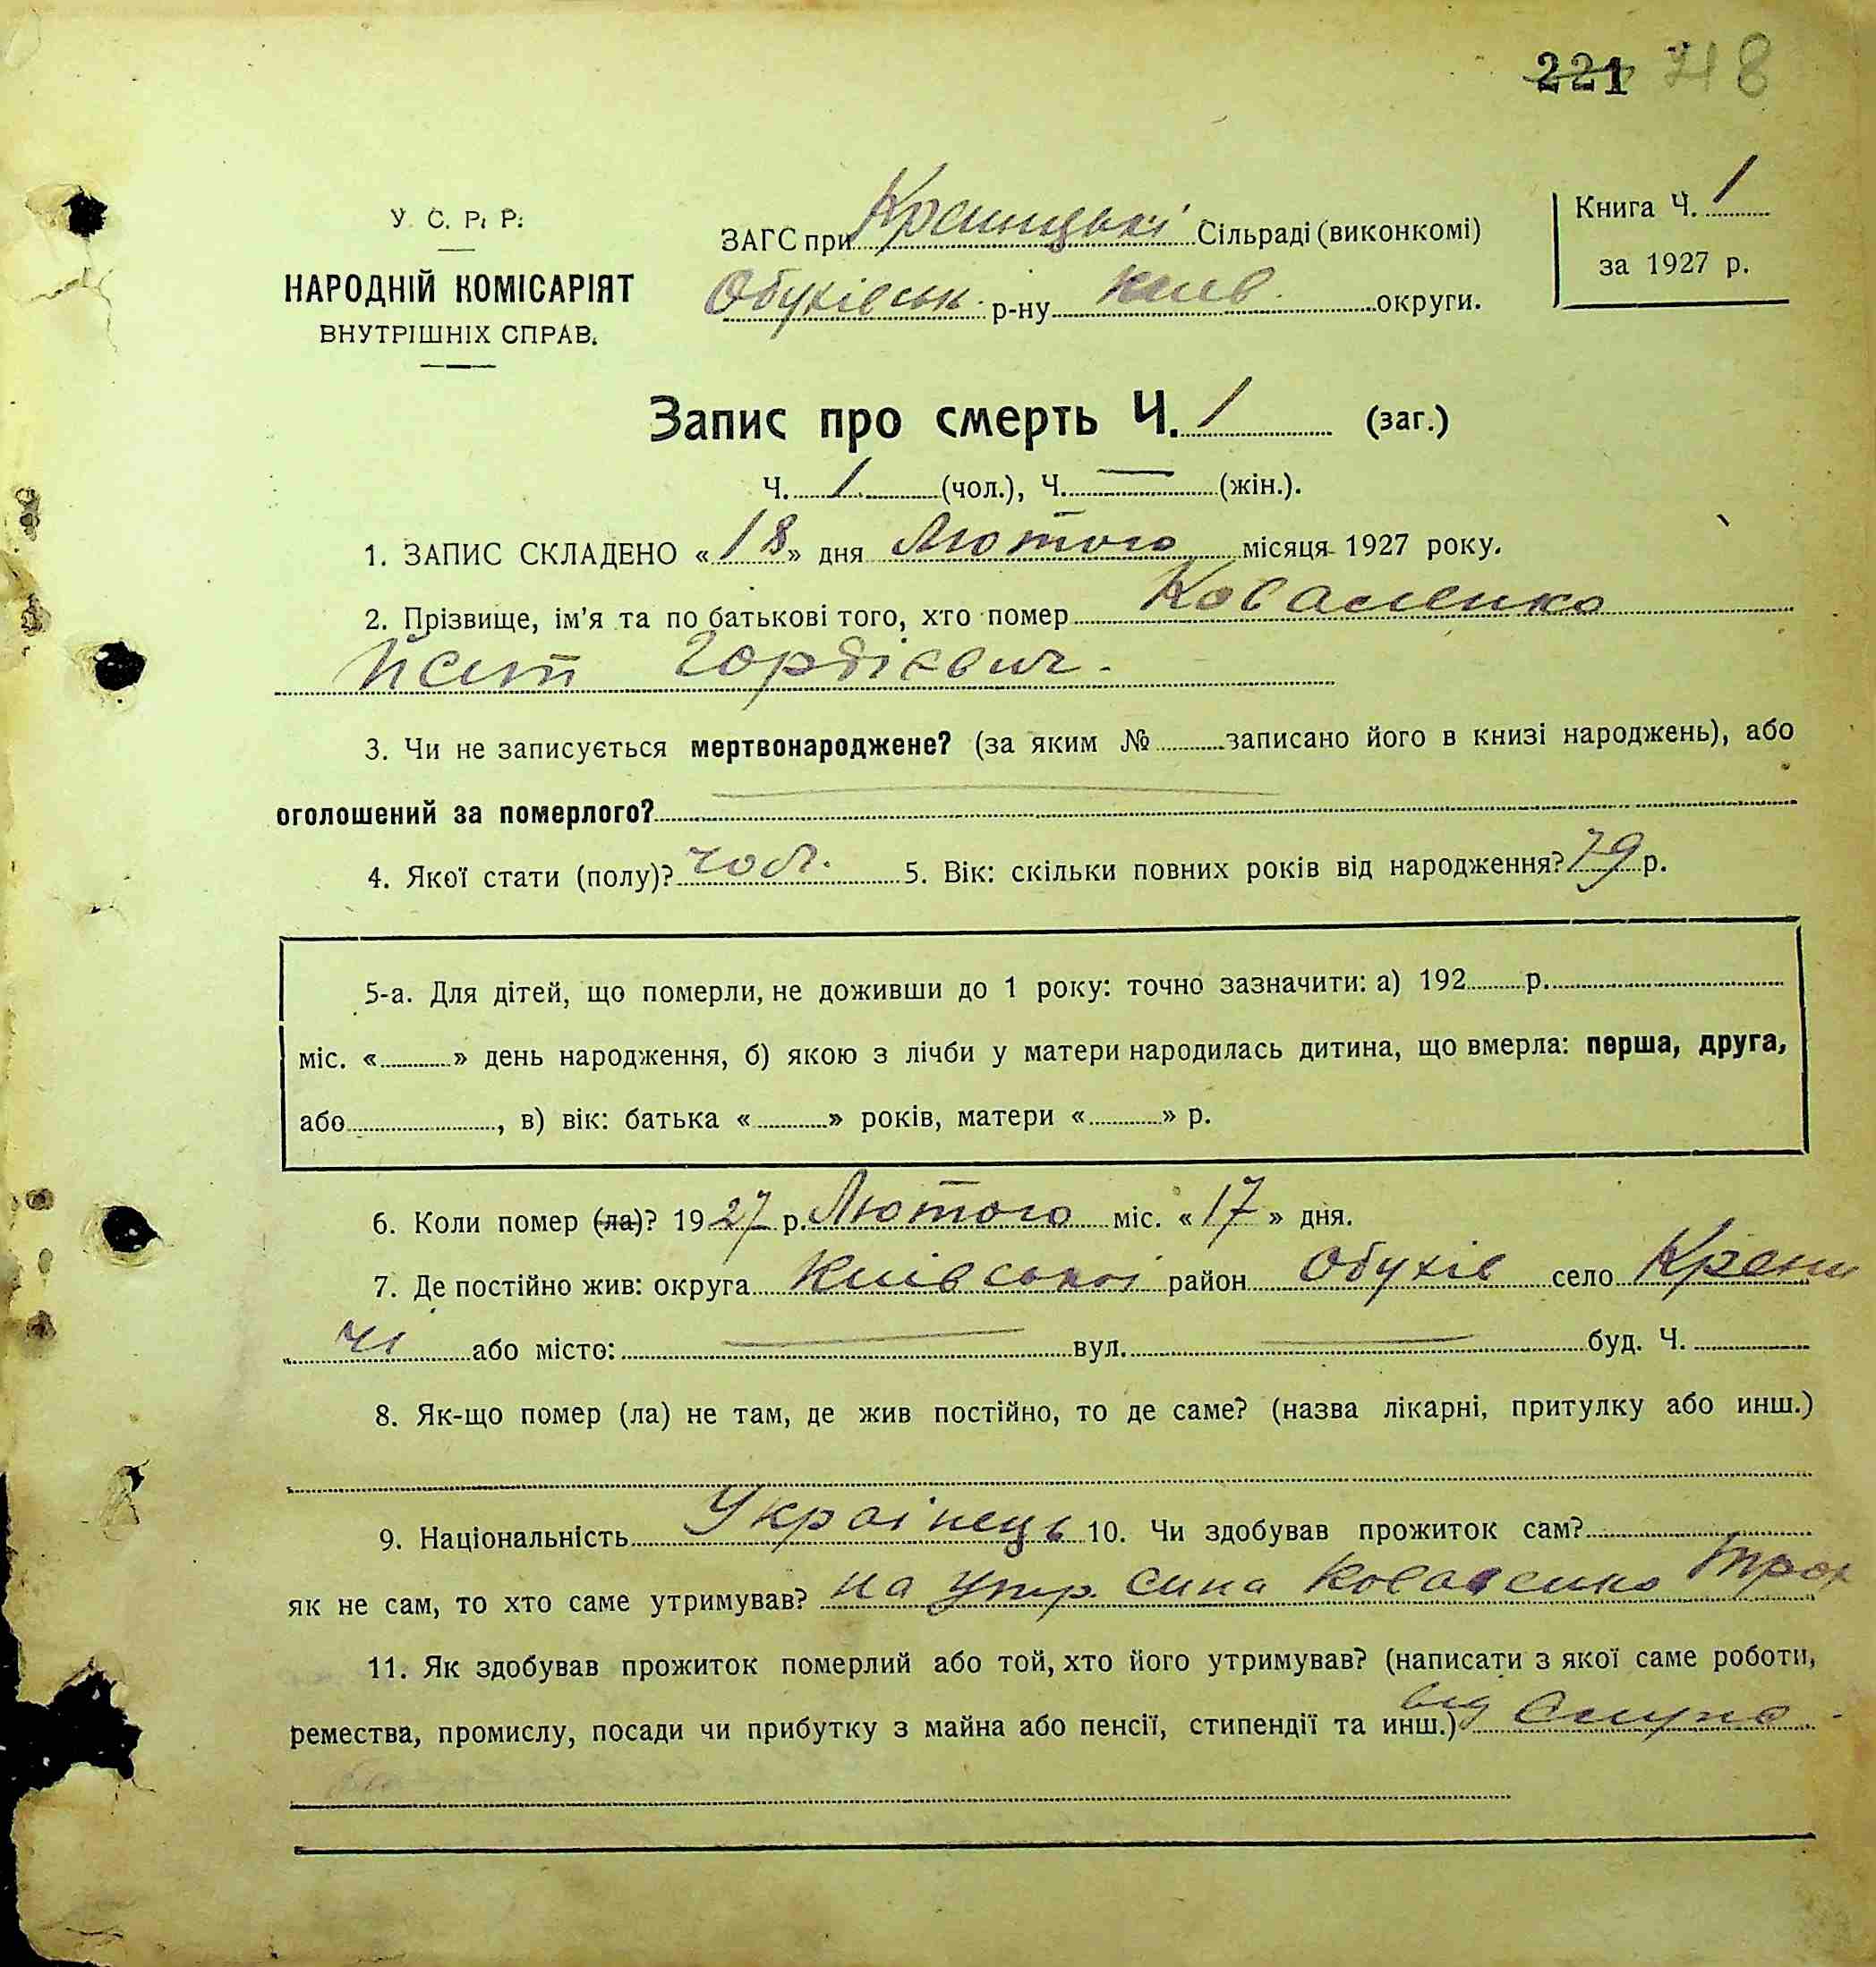 221 718
У. С. Р. Р.
НАРОДНІЙ КОМІСАРІЯТ
ВНУТРІШНІХ СПРАВ.
ЗАГС при Креницькі Сільраді (виконкомі)
Обухівськ. р-ну Київ. округи.
Книга Ч. 1
за 1927 р.
Запис про смерть Ч. 1 (заг.)
Ч. 1 (чол.), Ч. — (жін.).
1. ЗАПИС СКЛАДЕНО «18» дня Лютого місяця 1927 року.
2. Прізвище, ім'я та по батькові того, хто помер Коваленко
Гордієвич.
3. Чи не записується мертвонароджене? (за яким № записано його в книзі народжень), або
оголошений за померлого?
4. Якої стати (полу)? чол. 5. Вік: скільки повних років від народження? 79 р.
5-а. Для дітей, що померли, не доживши до 1 року: точно зазначити: а) 192 р.
міс. « » день народження, б) якою з лічби у матери народилась дитина, що вмерла: перша, друга,
або , в) вік: батька « » років, матери « » р.
6. Коли помер (ла)? 1927 р. Лютого міс. «17» дня.
7. Де постійно жив: округа Київської район Обухів село Крени
чі або місто: — вул. — буд. Ч.
8. Як-що помер (ла) не там, де жив постійно, то де саме? (назва лікарні, притулку або инш.)
9. Національність Українець 10. Чи здобував прожиток сам?
як не сам, то хто саме утримував? на утр. сина Коваленко Трох
11. Як здобував прожиток померлий або той, хто його утримував? (написати з якої саме роботи,
ремества, промислу, посади чи прибутку з майна або пенсії, стипендії та инш.) від